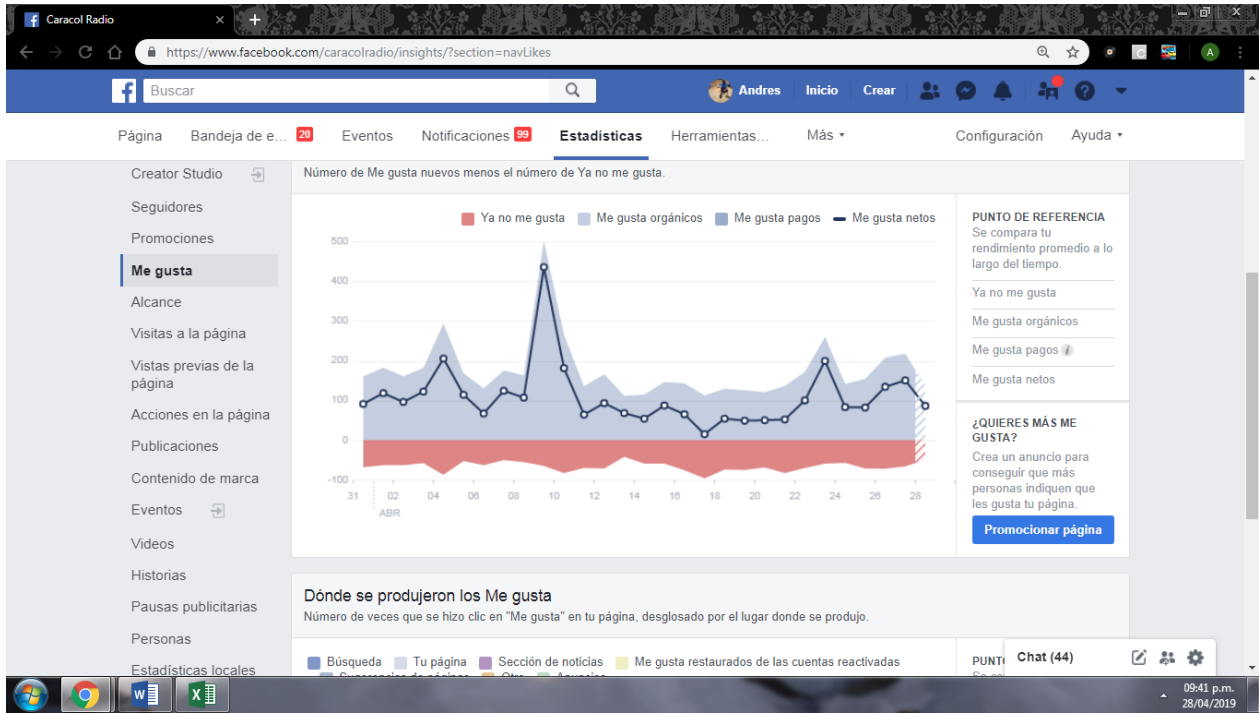 Caracol Radio
https://www.facebook.com/caracolradio/insights/?section=navLikes
A
Buscar
Andres Inicio Crear
Página Bandeja de e... 20 Eventos Notificaciones 99 Estadísticas Herramientas... Más Configuración Ayuda
Creator Studio
Seguidores
Promociones
Me gusta
Alcance
Visitas a la página
Vistas previas de la
página
Acciones en la página
Publicaciones
Contenido de marca
Eventos
Videos
Historias
Pausas publicitarias
Personas
Estadísticas locales
Número de Me gusta nuevos menos el número de Ya no me gusta.
Ya no me gusta Me gusta orgánicos Me gusta pagos Me gusta netos
500
400
300
200
100
0
-100
31 02 04 06 08 10 12 14 16 18 20 22 24 26 28
ABR
PUNTO DE REFERENCIA
Se compara tu
rendimiento promedio a lo
largo del tiempo.
Ya no me gusta
Me gusta orgánicos
Me gusta pagos i
Me gusta netos
¿QUIERES MÁS ME
GUSTA?
Crea un anuncio para
conseguir que más
personas indiquen que
les gusta tu página.
Promocionar página
Dónde se produjeron los Me gusta
Número de veces que se hizo clic en "Me gusta" en tu página, desglosado por el lugar donde se produjo.
Búsqueda Tu página Sección de noticias Me gusta restaurados de las cuentas reactivadas
Chat (44)
09:41 p.m.
28/04/2019